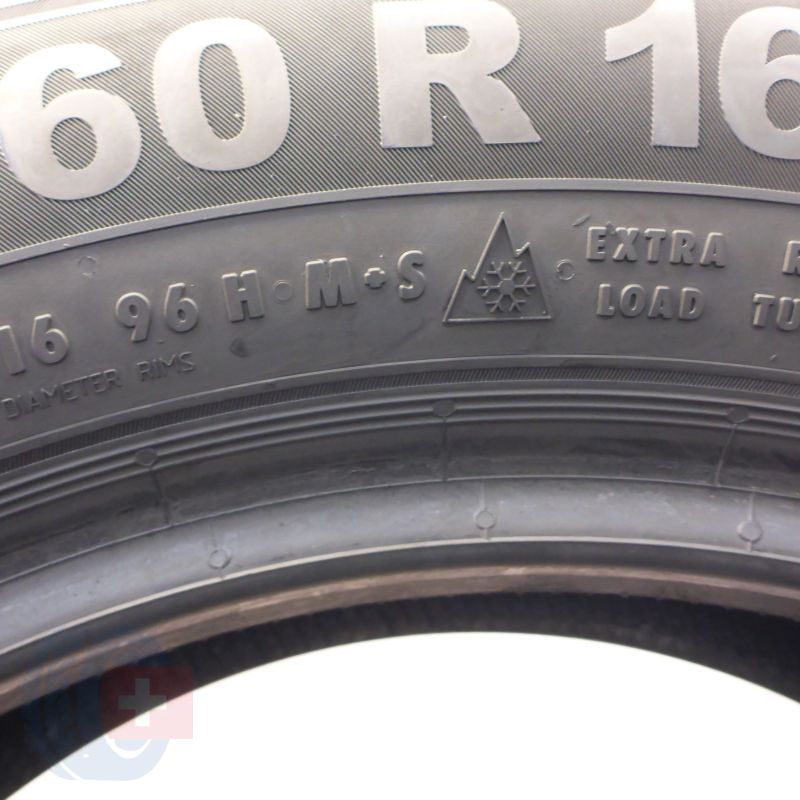 60 R 16
16 96 H · M+S EXTRA LOAD
DIAMETER RIMS